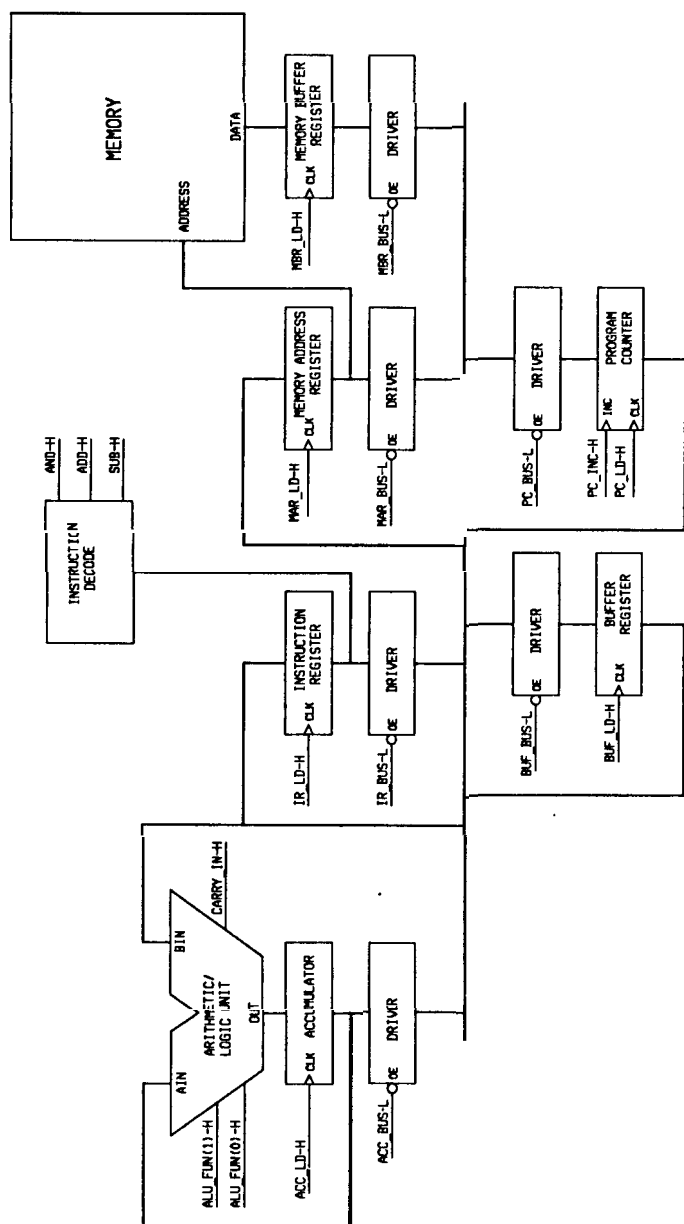 MEMORY
ADDRESS
DATA
MBR_LD-H
CLK
MEMORY BUFFER
REGISTER
MBR_BUS-L
OE
DRIVER
AND-H
ADD-H
SUB-H
INSTRUCTION
DECODE
MAR_LD-H
CLK
MEMORY ADDRESS
REGISTER
MAR_BUS-L
OE
DRIVER
PC_BUS-L
OE
DRIVER
PC_INC-H
INC
PC_LD-H
CLK
PROGRAM
COUNTER
IR_LD-H
CLK
INSTRUCTION
REGISTER
IR_BUS-L
OE
DRIVER
BUF_BUS-L
OE
DRIVER
BUF_LD-H
CLK
BUFFER
REGISTER
AIN
BIN
ARITHMETIC/
LOGIC UNIT
OUT
CARRY_IN-H
ALU_FUN(1)-H
ALU_FUN(0)-H
ACC_LD-H
CLK
ACCUMULATOR
ACC_BUS-L
OE
DRIVER